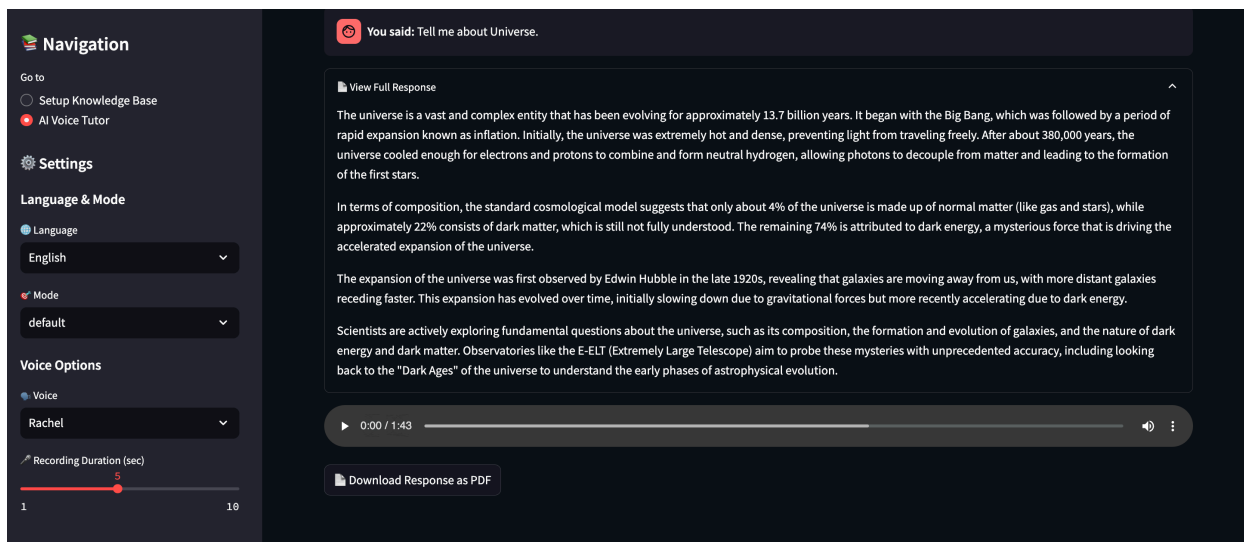 Navigation
Go to
Setup Knowledge Base
AI Voice Tutor
Settings
Language & Mode
Language
English
Mode
default
Voice Options
Voice
Rachel
Recording Duration (sec)
5
1 10
You said: Tell me about Universe.
View Full Response
The universe is a vast and complex entity that has been evolving for approximately 13.7 billion years. It began with the Big Bang, which was followed by a period of
rapid expansion known as inflation. Initially, the universe was extremely hot and dense, preventing light from traveling freely. After about 380,000 years, the
universe cooled enough for electrons and protons to combine and form neutral hydrogen, allowing photons to decouple from matter and leading to the formation
of the first stars.
In terms of composition, the standard cosmological model suggests that only about 4% of the universe is made up of normal matter (like gas and stars), while
approximately 22% consists of dark matter, which is still not fully understood. The remaining 74% is attributed to dark energy, a mysterious force that is driving the
accelerated expansion of the universe.
The expansion of the universe was first observed by Edwin Hubble in the late 1920s, revealing that galaxies are moving away from us, with more distant galaxies
receding faster. This expansion has evolved over time, initially slowing down due to gravitational forces but more recently accelerating due to dark energy.
Scientists are actively exploring fundamental questions about the universe, such as its composition, the formation and evolution of galaxies, and the nature of dark
energy and dark matter. Observatories like the E-ELT (Extremely Large Telescope) aim to probe these mysteries with unprecedented accuracy, including looking
back to the "Dark Ages" of the universe to understand the early phases of astrophysical evolution.
0:00 / 1:43
Download Response as PDF